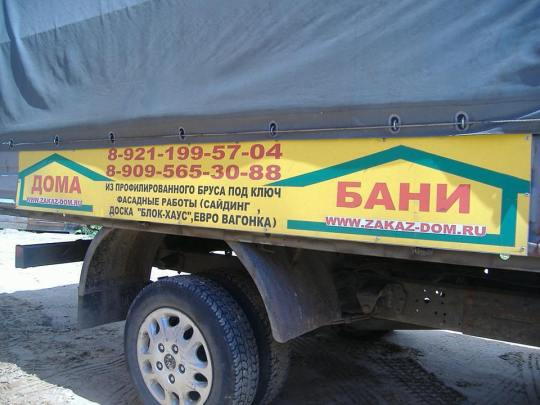 8-921-199-57-04
8-909-565-30-88
ДОМА
WWW.ZAKAZ-DOM.RU
ИЗ ПРОФИЛИРОВАННОГО БРУСА ПОД КЛЮЧ
ФАСАДНЫЕ РАБОТЫ (САЙДИНГ ,
ДОСКА "БЛОК-ХАУС",ЕВРО ВАГОНКА)
БАНИ
WWW.ZAKAZ-DOM.RU